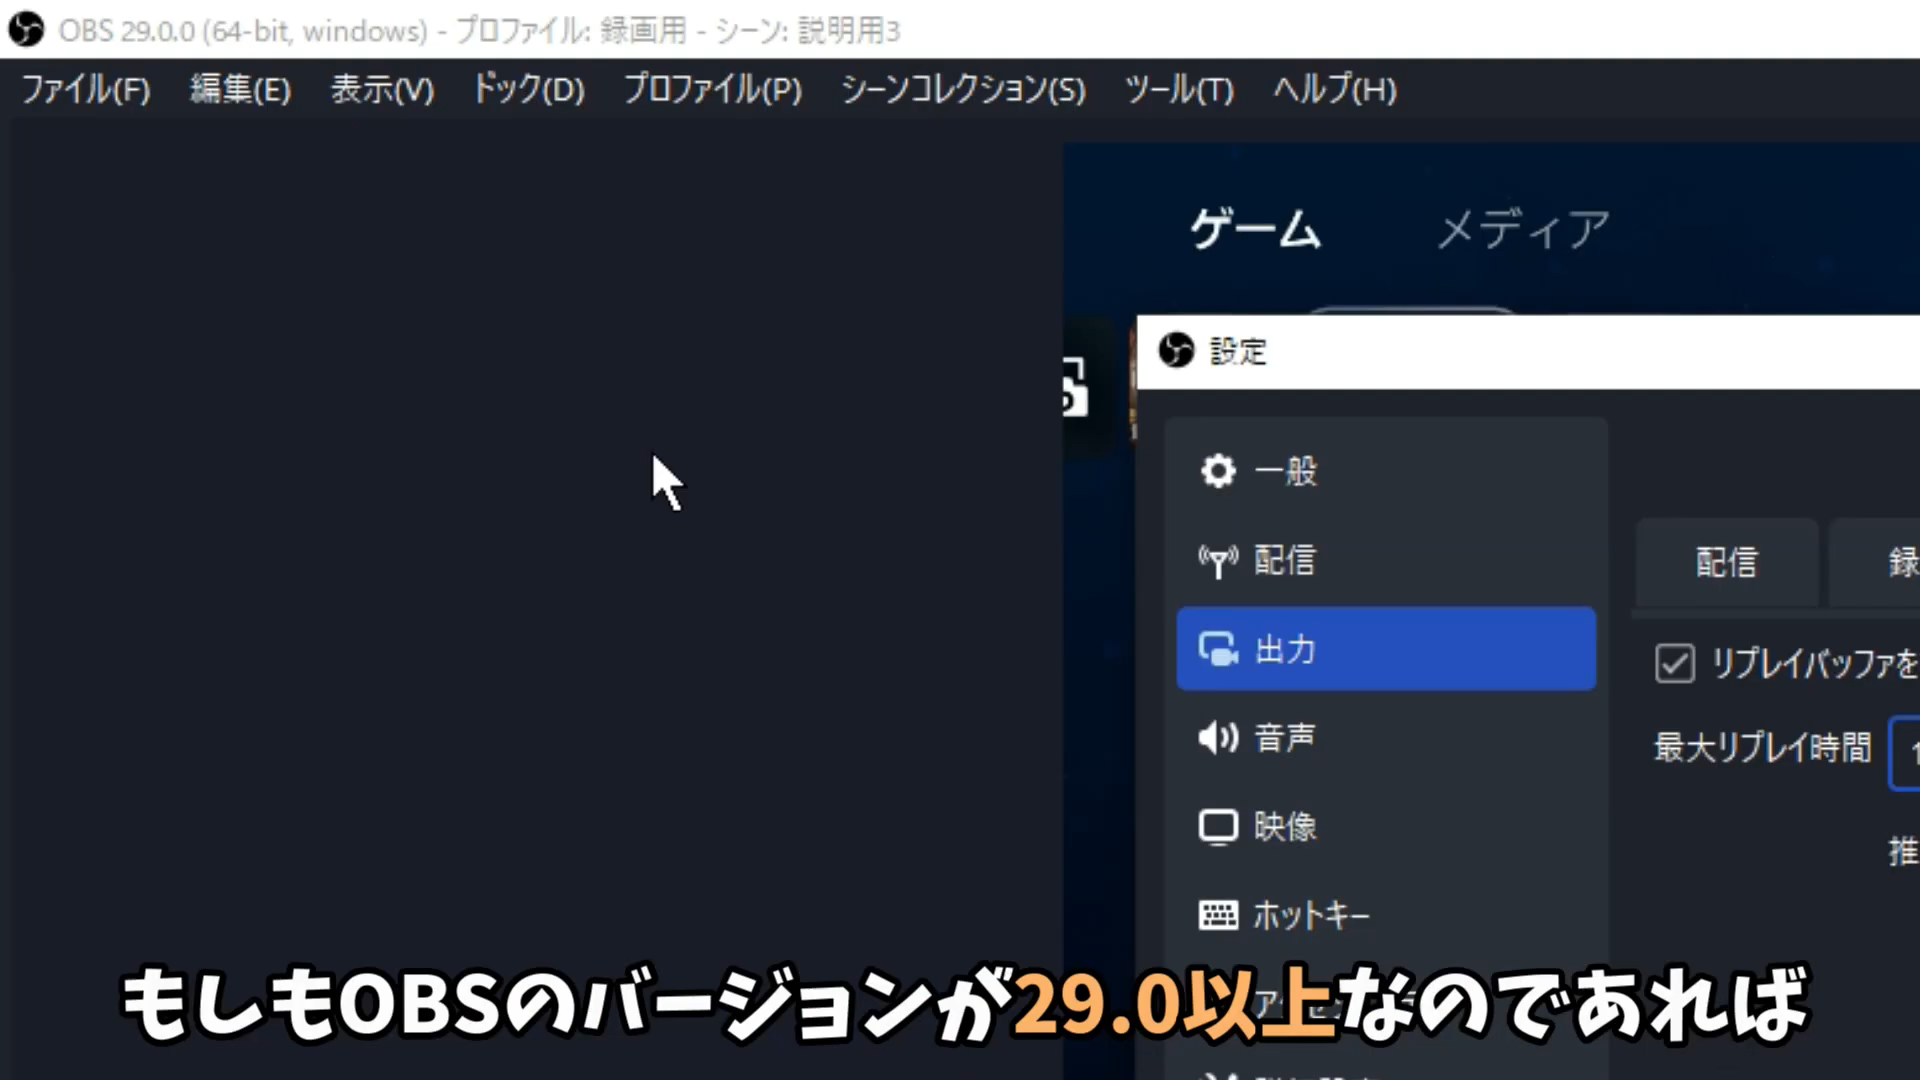 OBS 29.0.0 (64-bit, windows) - プロファイル: 録画用 - シーン: 説明用3
ファイル(F) 編集(E) 表示(V) ドック(D) プロファイル(P) シーンコレクション(S) ツール(T) ヘルプ(H)
ゲーム メディア
設定
一般
配信
出力
音声
映像
ホットキー
配信 録
リプレイバッファを
最大リプレイ時間
推
もしもOBSのバージョンが29.0以上なのであれば